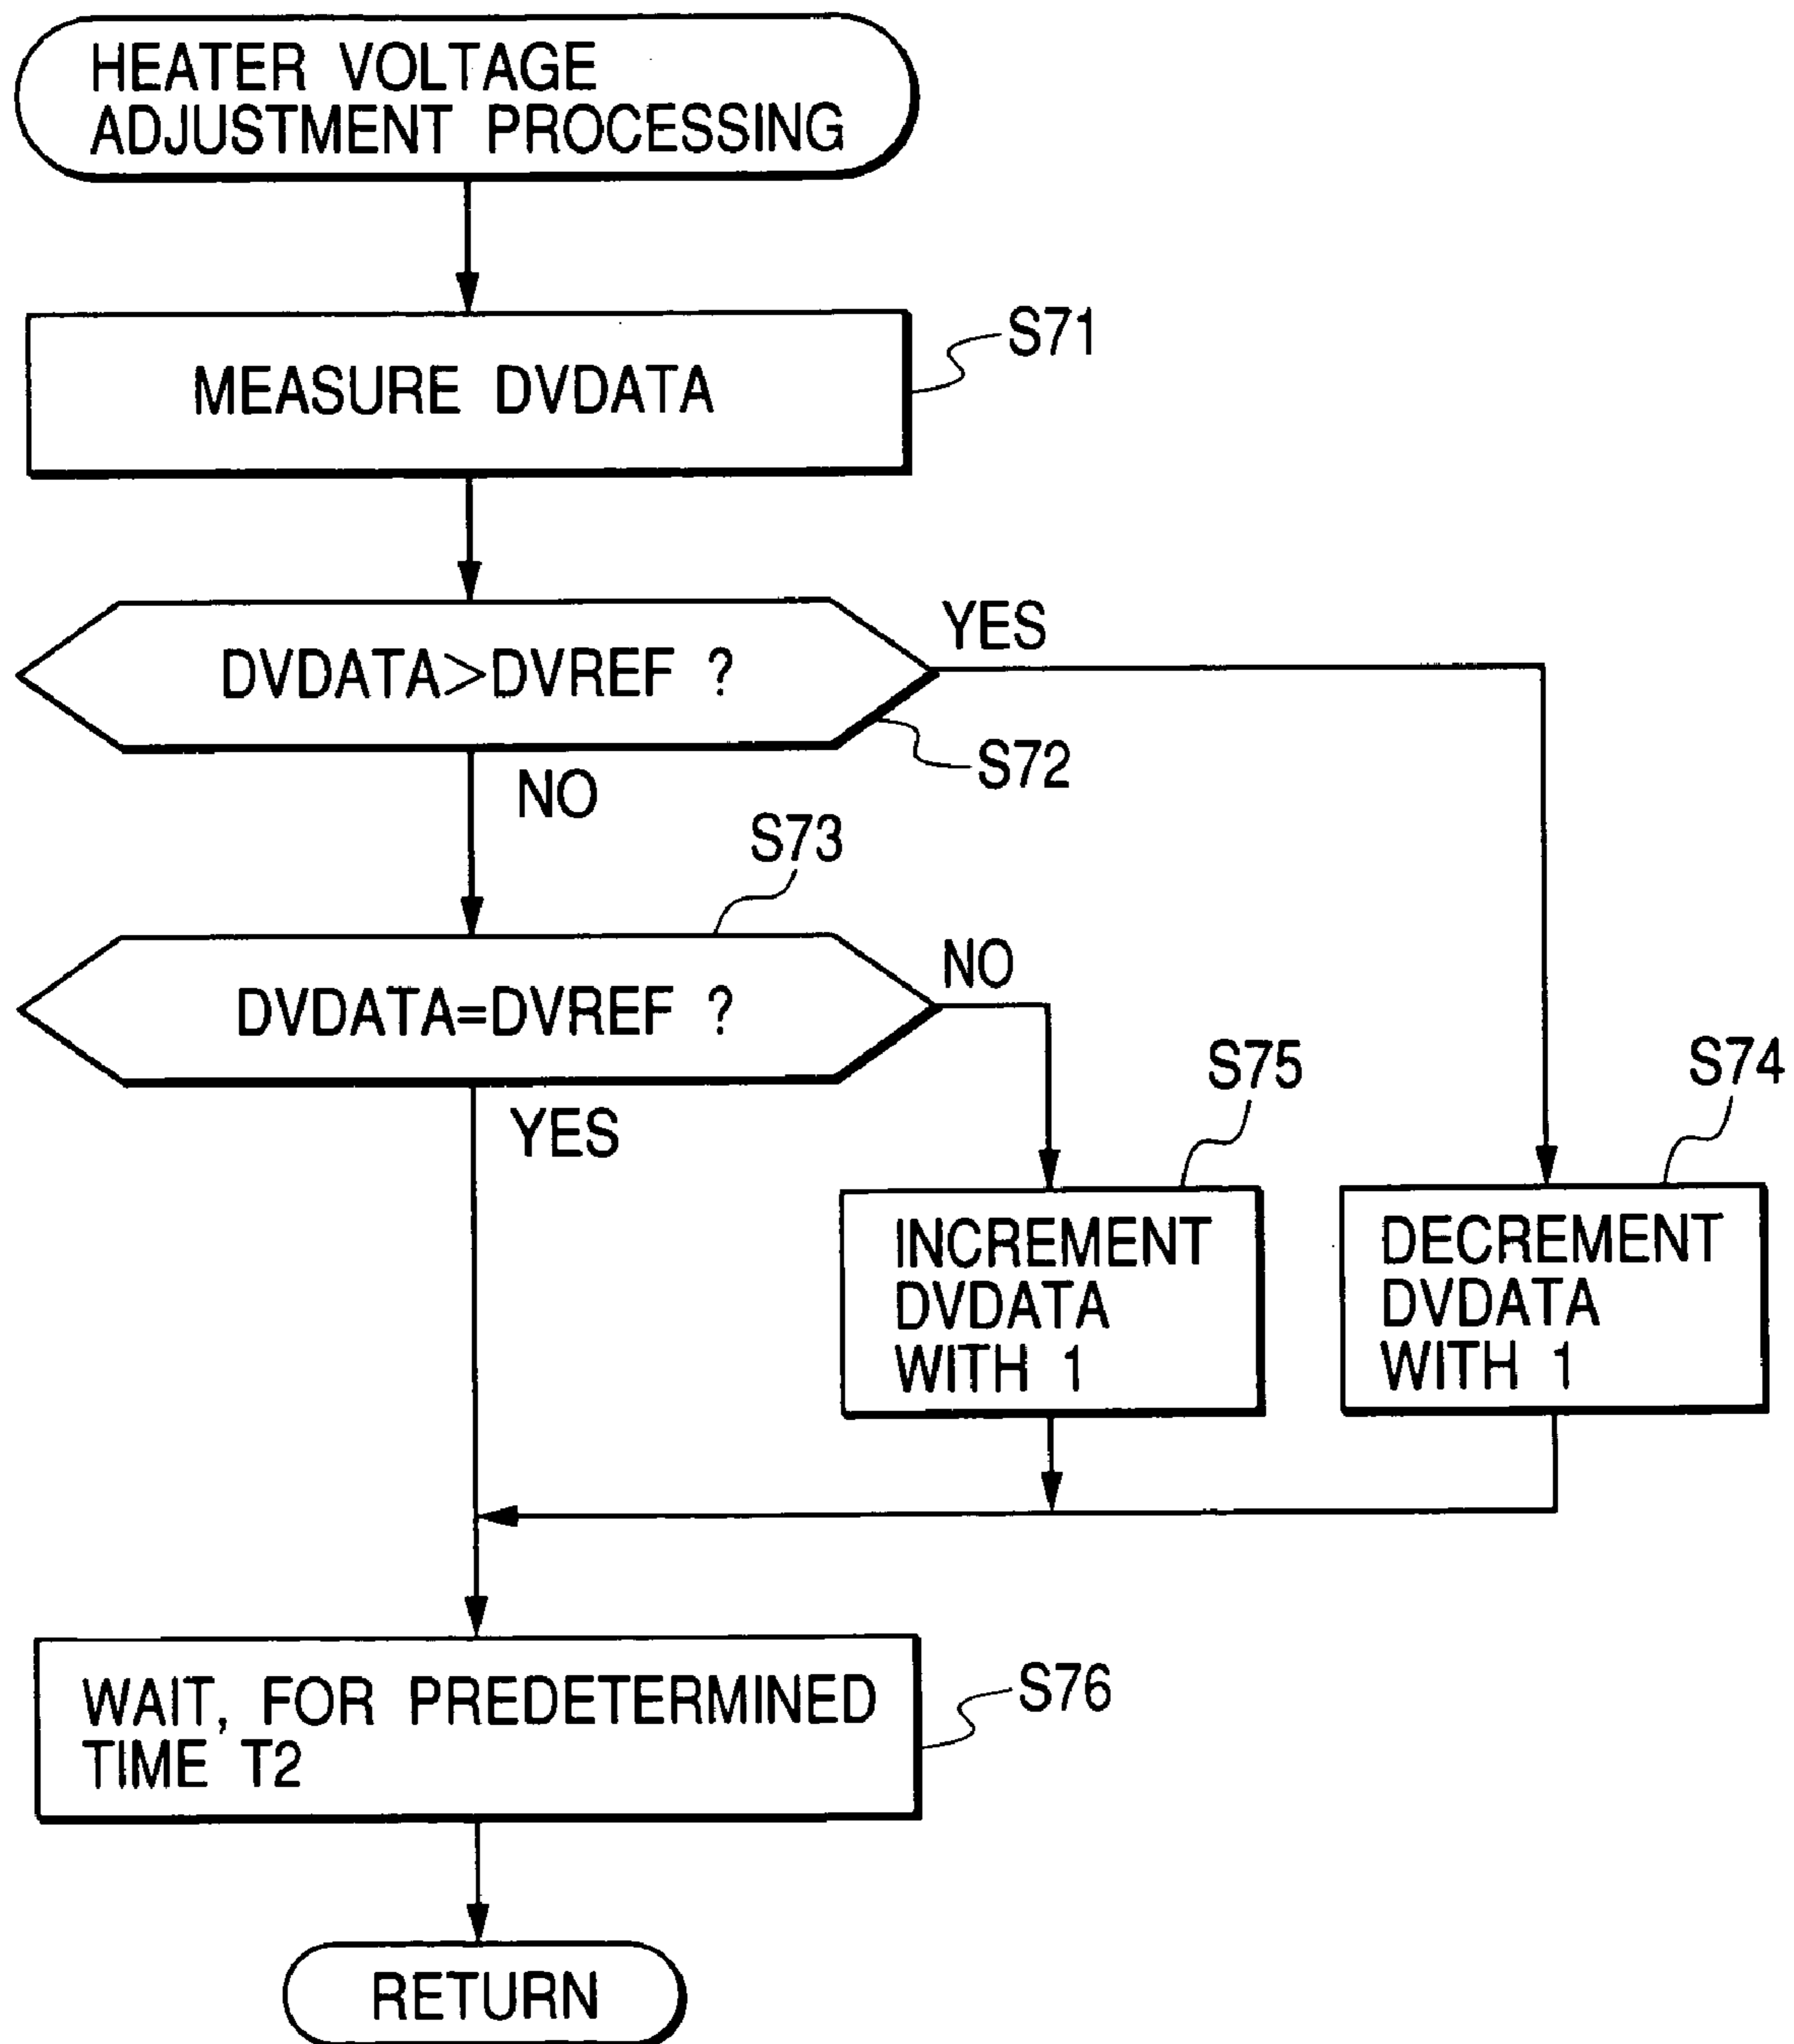 HEATER VOLTAGE
ADJUSTMENT PROCESSING
S71
MEASURE DVDATA
YES
DVDATA>DVREF ?
S72
NO
S73
NO
DVDATA=DVREF ?
S75
S74
YES
INCREMENT
DVDATA
WITH 1
DECREMENT
DVDATA
WITH 1
WAIT, FOR PREDETERMINED
TIME T2
S76
RETURN